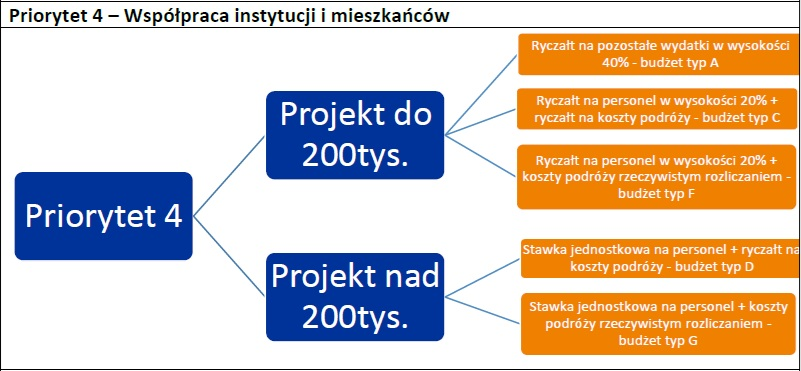 Priorytet 4 – Współpraca instytucji i mieszkańców
Priorytet 4
Projekt do
200tys.
Ryczałt na pozostałe wydatki w wysokości
40% - budżet typ A
Ryczałt na personel w wysokości 20% +
ryczałt na koszty podróży - budżet typ C
Ryczałt na personel w wysokości 20% +
koszty podróży rzeczywistym rozliczaniem -
budżet typ F
Projekt nad
200tys.
Stawka jednostkowa na personel + ryczałt na
koszty podróży - budżet typ D
Stawka jednostkowa na personel + koszty
podróży rzeczywistym rozliczaniem -
budżet typ G